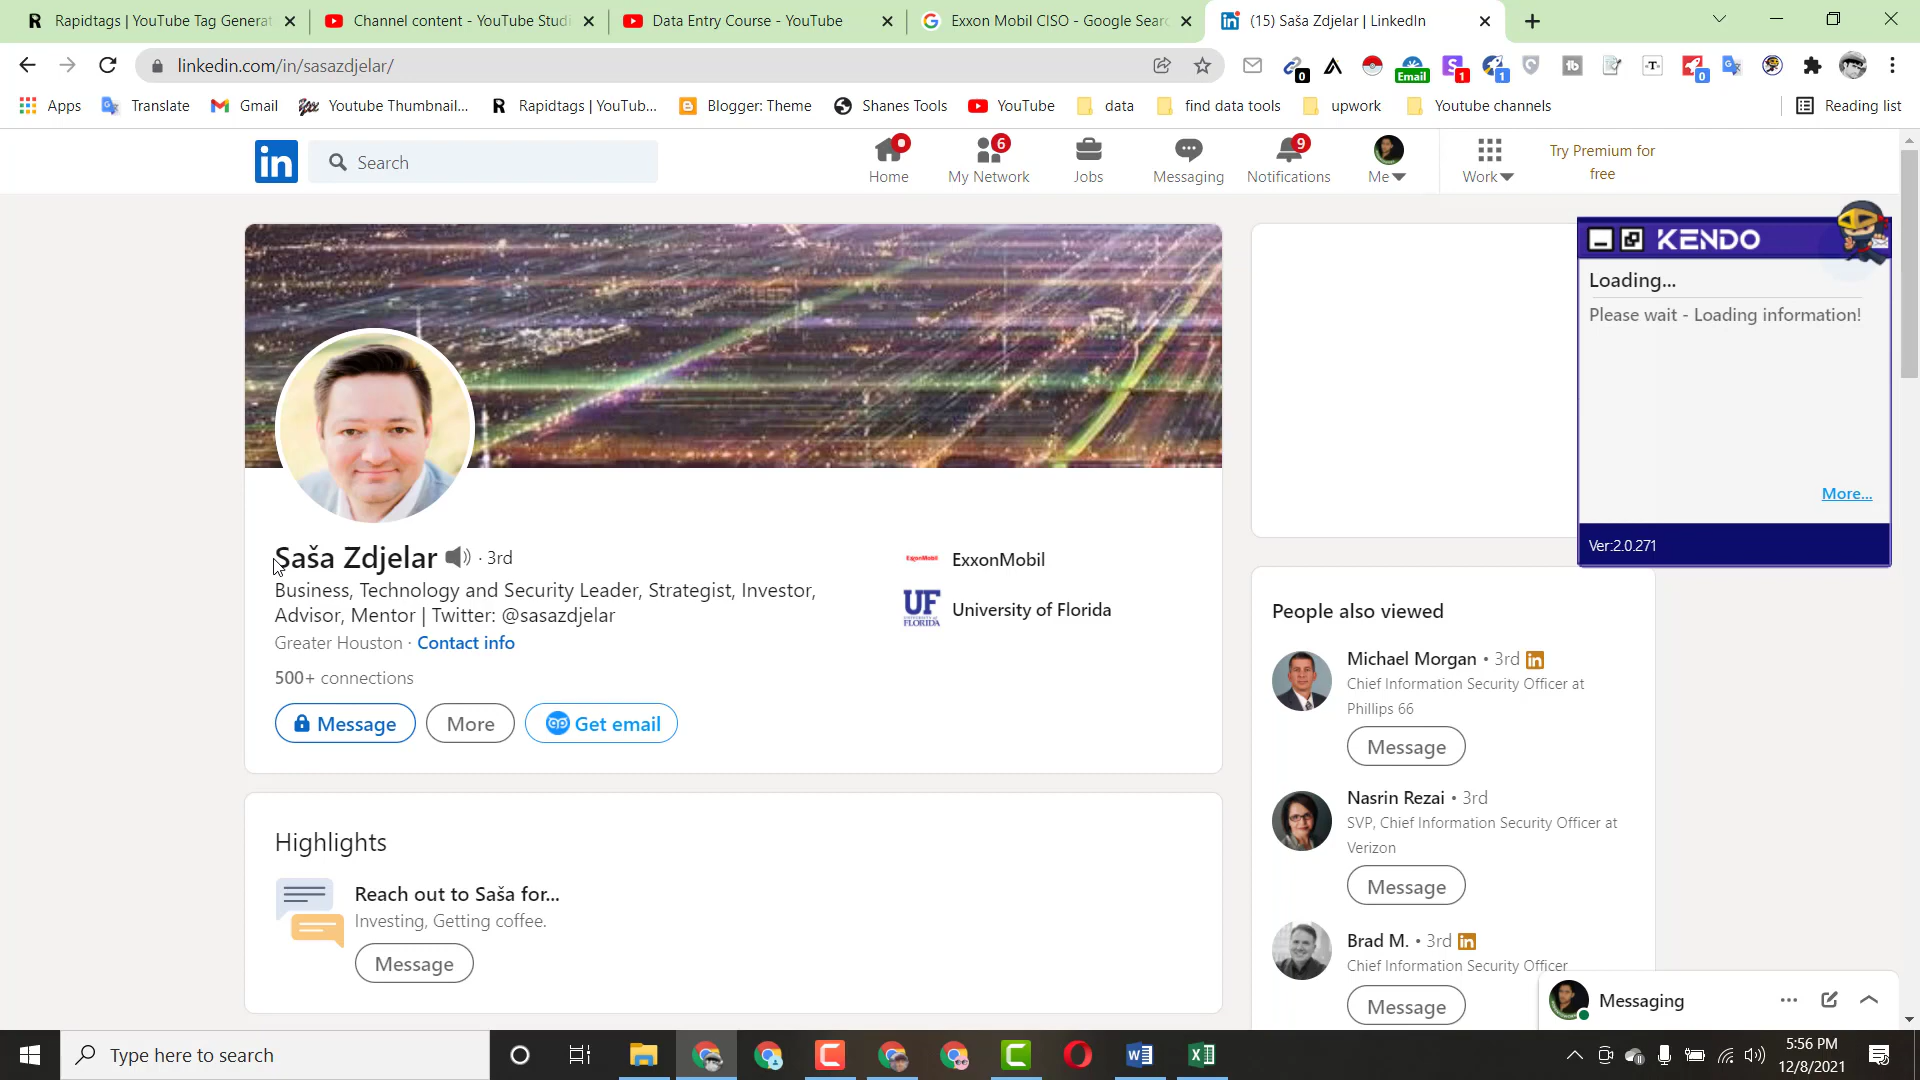 Rapidtags | YouTube Tag Generat
Channel content - YouTube Studi
Data Entry Course - YouTube
Exxon Mobil CISO - Google Searc
(15) Saša Zdjelar | LinkedIn
linkedin.com/in/sasazdjelar/
Apps
Translate
Gmail
Youtube Thumbnail...
Rapidtags | YouTub...
Blogger: Theme
Shanes Tools
YouTube
data
find data tools
upwork
Youtube channels
Reading list
Search
Home
My Network
Jobs
Messaging
Notifications
Me
Work
Try Premium for
free
KENDO
Loading...
Please wait - Loading information!
More...
Ver:2.0.271
Saša Zdjelar · 3rd
Business, Technology and Security Leader, Strategist, Investor,
Advisor, Mentor | Twitter: @sasazdjelar
Greater Houston · Contact info
500+ connections
Message
More
Get email
ExxonMobil
UF
FLORIDA
University of Florida
Highlights
Reach out to Saša for...
Investing, Getting coffee.
Message
People also viewed
Michael Morgan • 3rd
Chief Information Security Officer at
Phillips 66
Message
Nasrin Rezai • 3rd
SVP, Chief Information Security Officer at
Verizon
Message
Brad M. • 3rd
Chief Information Security Officer
Message
Messaging
Type here to search
5:56 PM
12/8/2021